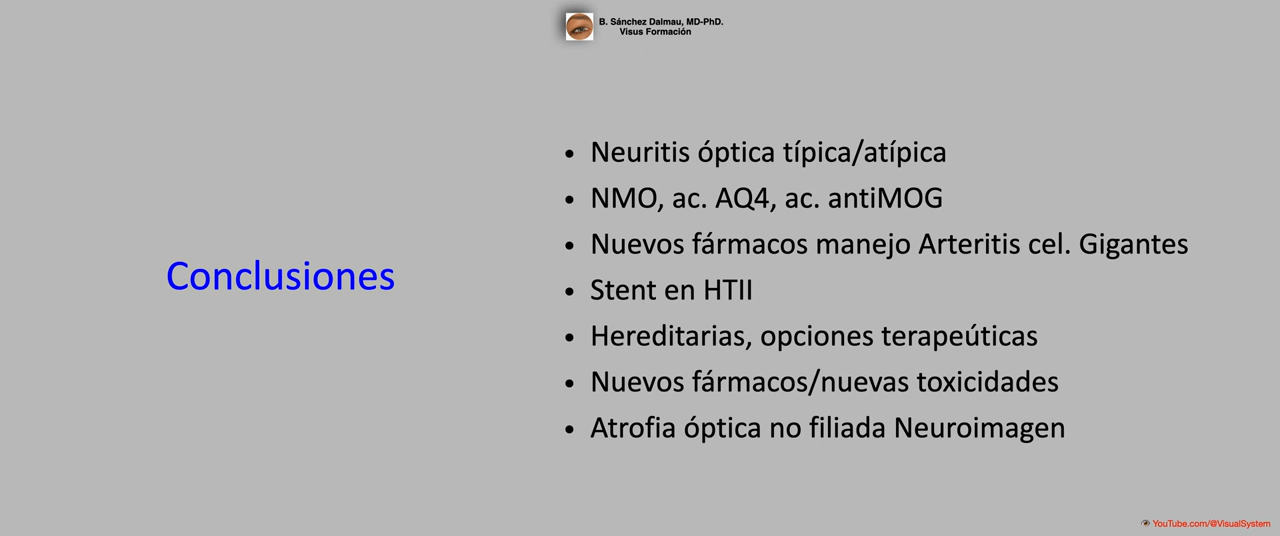 B. Sánchez Dalmau, MD-PhD.
Visus Formación
Conclusiones
• Neuritis óptica típica/atípica
• NMO, ac. AQ4, ac. antiMOG
• Nuevos fármacos manejo Arteritis cel. Gigantes
• Stent en HTII
• Hereditarias, opciones terapeúticas
• Nuevos fármacos/nuevas toxicidades
• Atrofia óptica no filiada Neuroimagen
YouTube.com/@VisualSystem